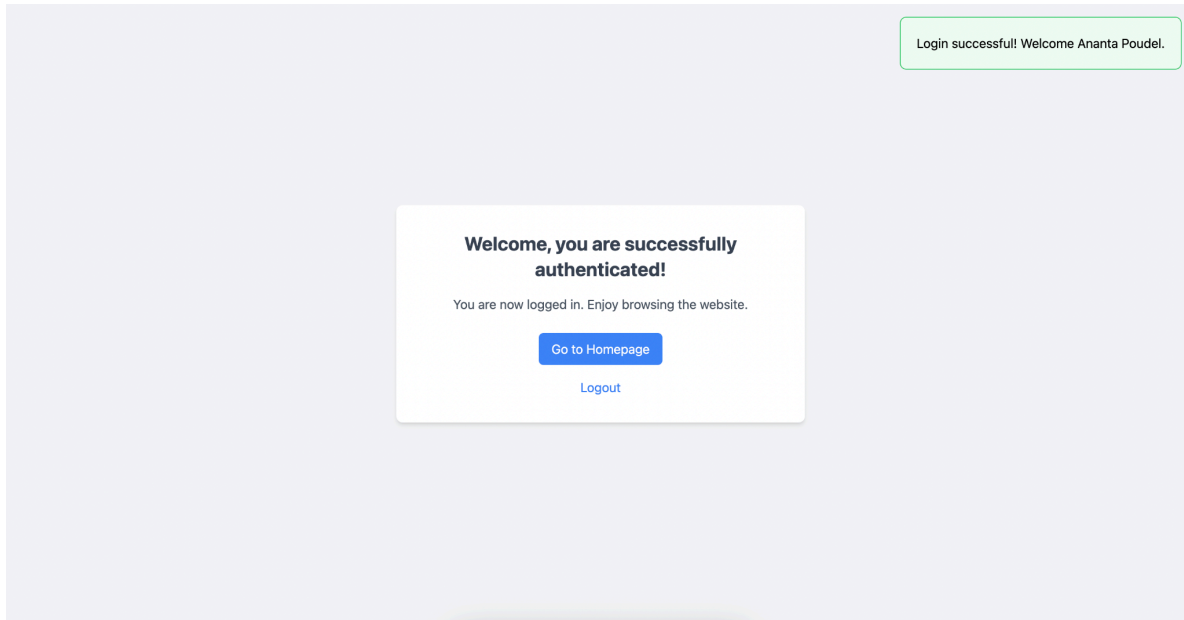 Login successful! Welcome Ananta Poudel.
Welcome, you are successfully
authenticated!
You are now logged in. Enjoy browsing the website.
Go to Homepage
Logout